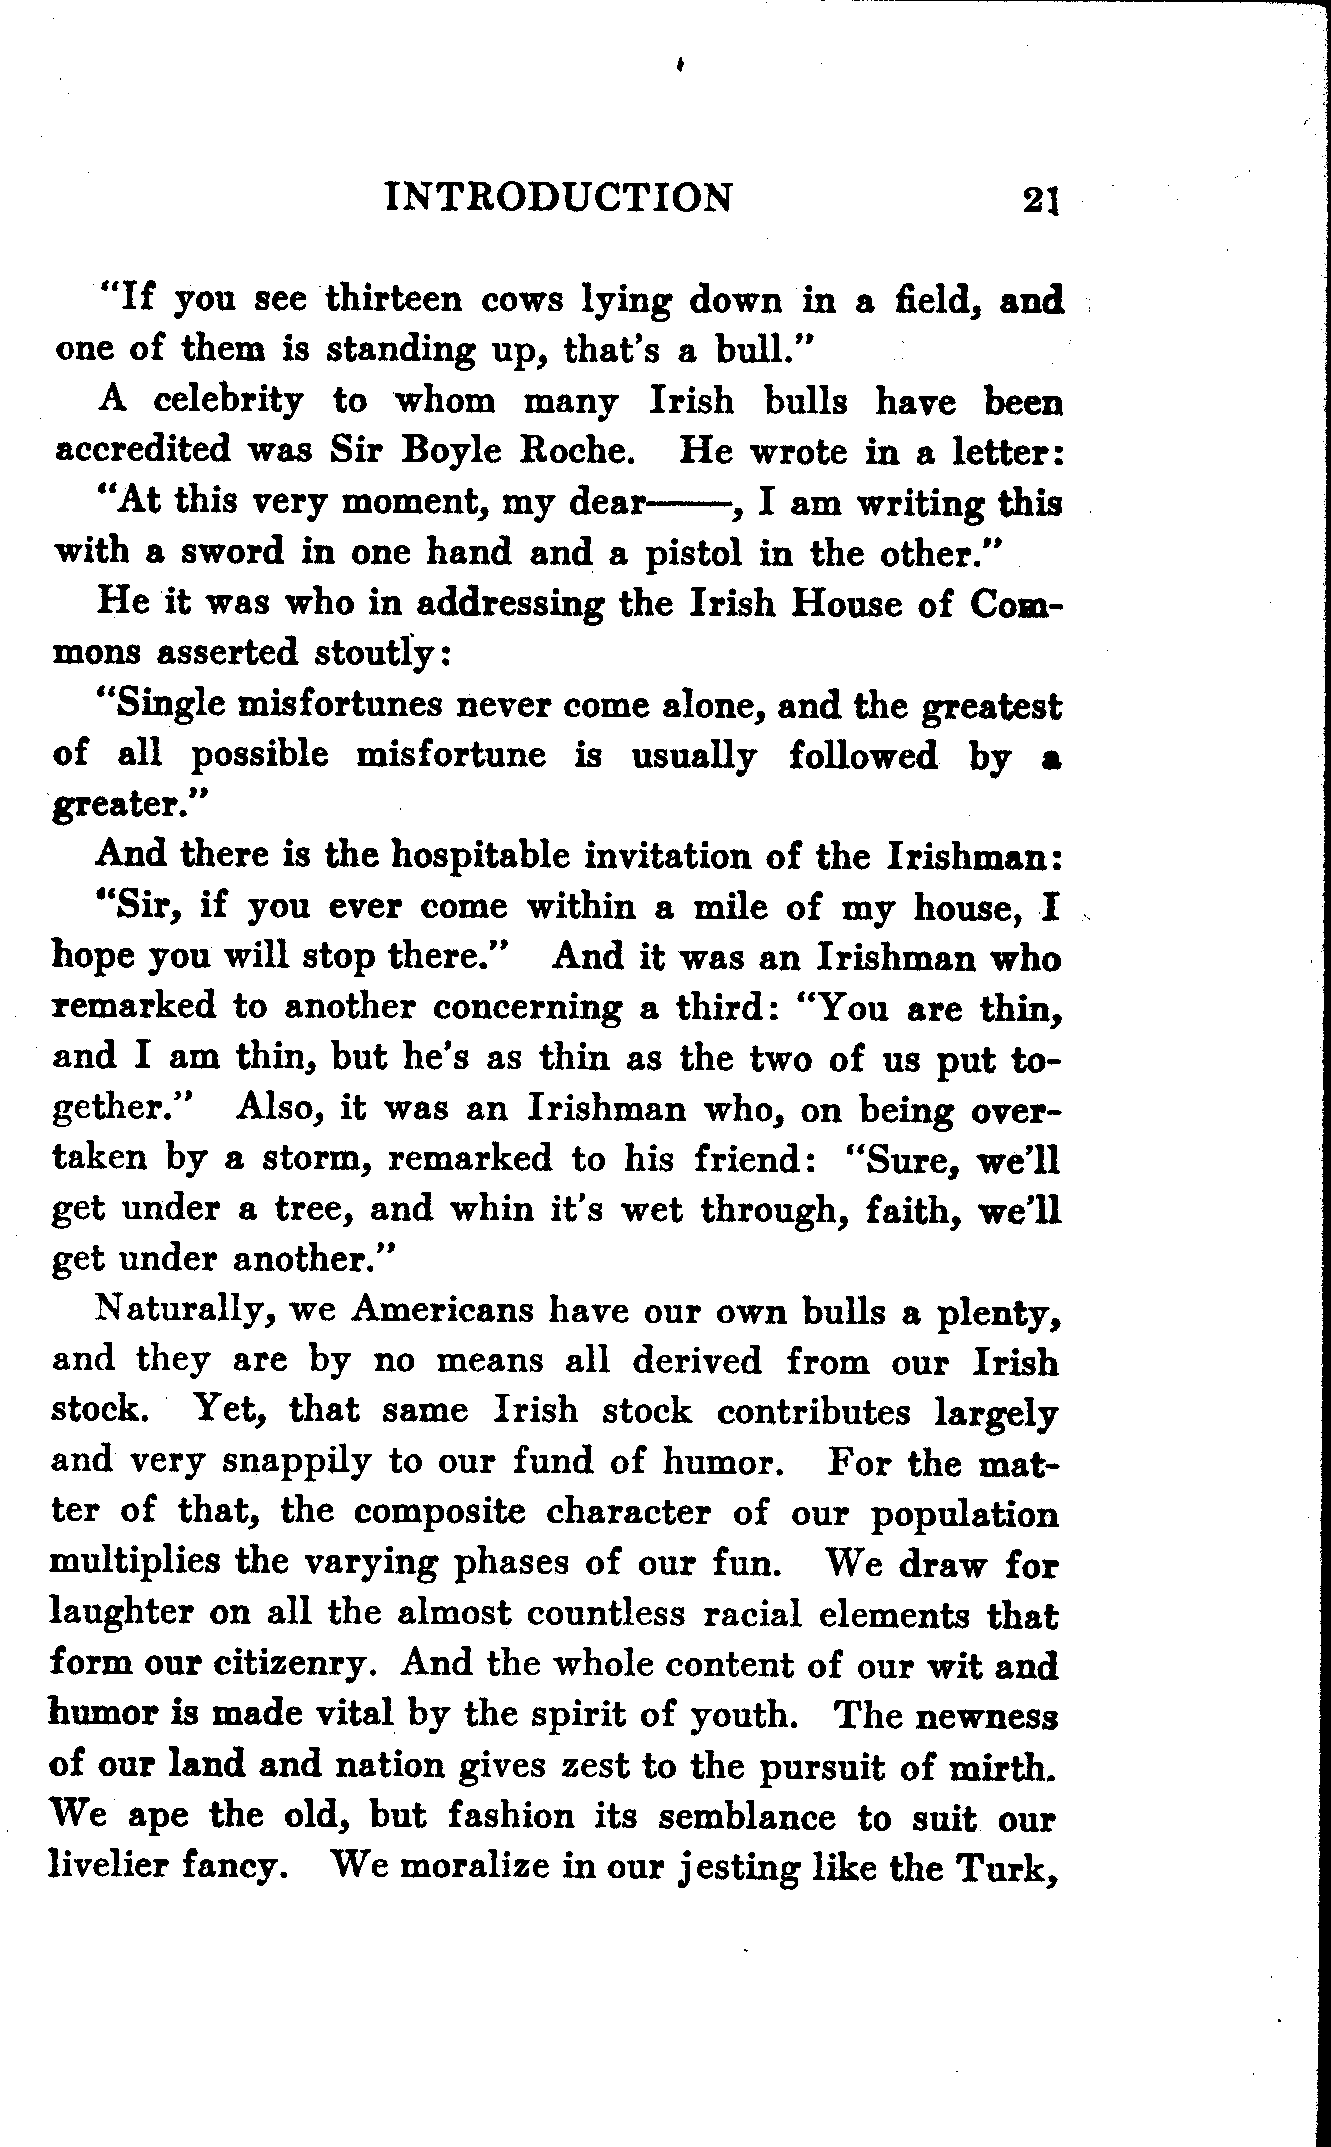 INTRODUCTION 21
"If you see thirteen cows lying down in a field, and
one of them is standing up, that's a bull."
A celebrity to whom many Irish bulls have been
accredited was Sir Boyle Roche. He wrote in a letter:
"At this very moment, my dear——, I am writing this
with a sword in one hand and a pistol in the other."
He it was who in addressing the Irish House of Com-
mons asserted stoutly:
"Single misfortunes never come alone, and the greatest
of all possible misfortune is usually followed by a
greater."
And there is the hospitable invitation of the Irishman:
"Sir, if you ever come within a mile of my house, I
hope you will stop there." And it was an Irishman who
remarked to another concerning a third: "You are thin,
and I am thin, but he's as thin as the two of us put to-
gether." Also, it was an Irishman who, on being over-
taken by a storm, remarked to his friend: "Sure, we'll
get under a tree, and whin it's wet through, faith, we'll
get under another."
Naturally, we Americans have our own bulls a plenty,
and they are by no means all derived from our Irish
stock. Yet, that same Irish stock contributes largely
and very snappily to our fund of humor. For the mat-
ter of that, the composite character of our population
multiplies the varying phases of our fun. We draw for
laughter on all the almost countless racial elements that
form our citizenry. And the whole content of our wit and
humor is made vital by the spirit of youth. The newness
of our land and nation gives zest to the pursuit of mirth.
We ape the old, but fashion its semblance to suit our
livelier fancy. We moralize in our jesting like the Turk,